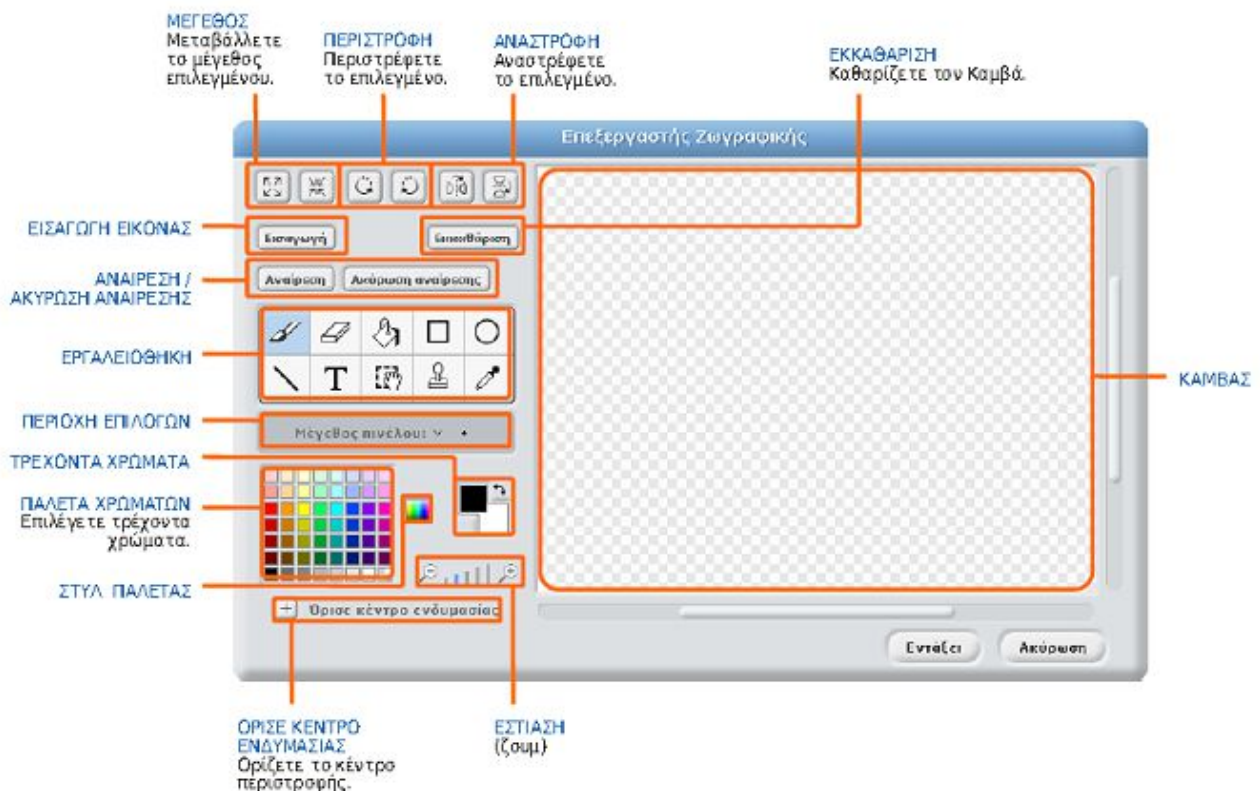 ΜΕΓΕΘΟΣ
Μεταβάλλετε
το μέγεθος
επιλεγμένου.
ΠΕΡΙΣΤΡΟΦΗ
Περιστρέφετε
το επιλεγμένο.
ΑΝΑΣΤΡΟΦΗ
Αναστρέφετε
το επιλεγμένο.
ΕΚΚΑΘΑΡΙΣΗ
Καθαρίζετε τον Καμβά.
Επεξεργαστής Ζωγραφικής
ΕΙΣΑΓΩΓΗ ΕΙΚΟΝΑΣ
Εισαγωγή
Εκκαθάριση
ΑΝΑΙΡΕΣΗ /
ΑΚΥΡΩΣΗ ΑΝΑΙΡΕΣΗΣ
Αναίρεση
Ακύρωση αναίρεσης
ΕΡΓΑΛΕΙΟΘΗΚΗ
T
ΚΑΜΒΑΣ
ΠΕΡΙΟΧΗ ΕΠΙΛΟΓΩΝ
Μέγεθος πινέλου:
ΤΡΕΧΟΝΤΑ ΧΡΩΜΑΤΑ
ΠΑΛΕΤΑ ΧΡΩΜΑΤΩΝ
Επιλέγετε τρέχοντα
χρώματα.
ΣΤΥΛ ΠΑΛΕΤΑΣ
Όρισε κέντρο ενδυμασίας
Εντάξει
Ακύρωση
ΟΡΙΣΕ ΚΕΝΤΡΟ
ΕΝΔΥΜΑΣΙΑΣ
Ορίζετε το κέντρο
περιστροφής.
ΕΣΤΙΑΣΗ
(ζουμ)